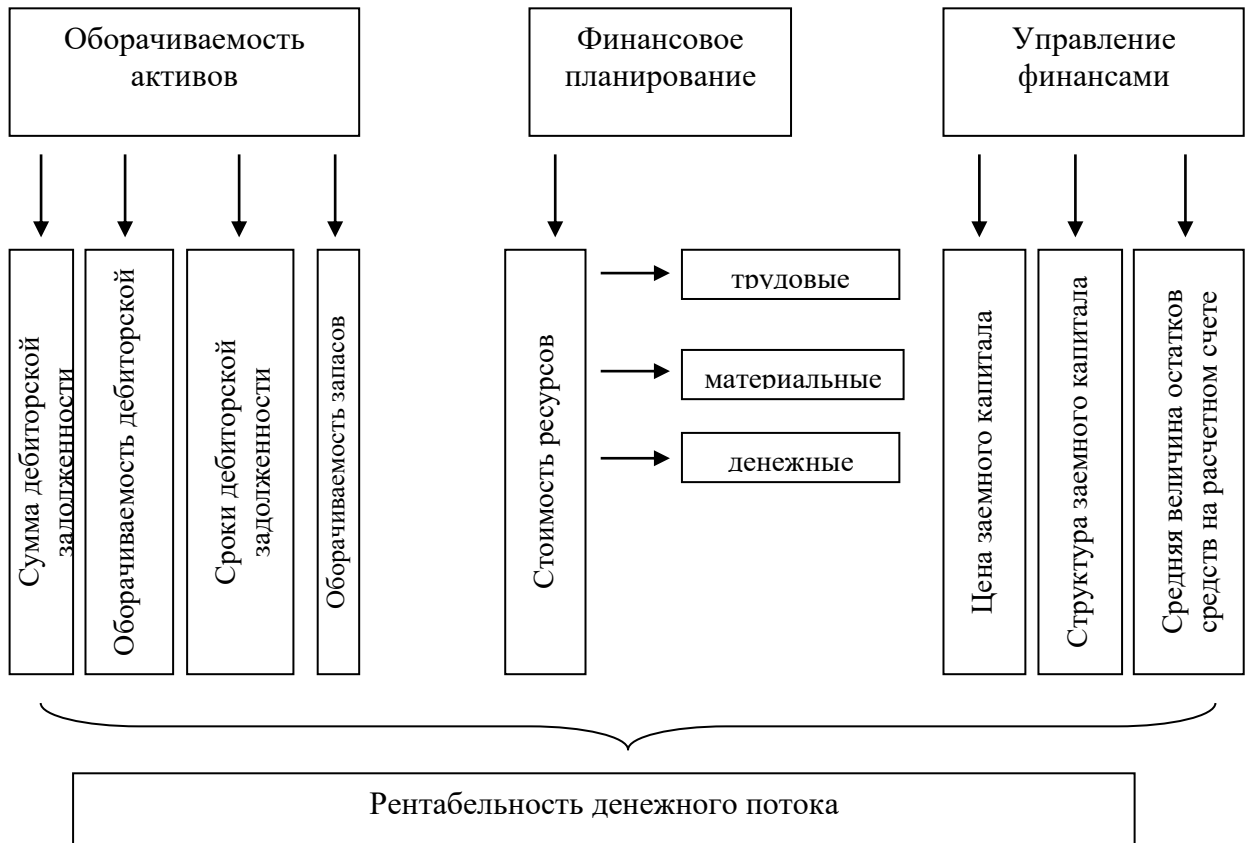 Оборачиваемость
активов
Финансовое
планирование
Управление
финансами
Сумма дебиторской
задолженности
Оборачиваемость дебиторской
Сроки дебиторской
задолженности
Оборачиваемость запасов
Стоимость ресурсов
трудовые
материальные
денежные
Цена заемного капитала
Структура заемного капитала
Средняя величина остатков
средств на расчетном счете
Рентабельность денежного потока